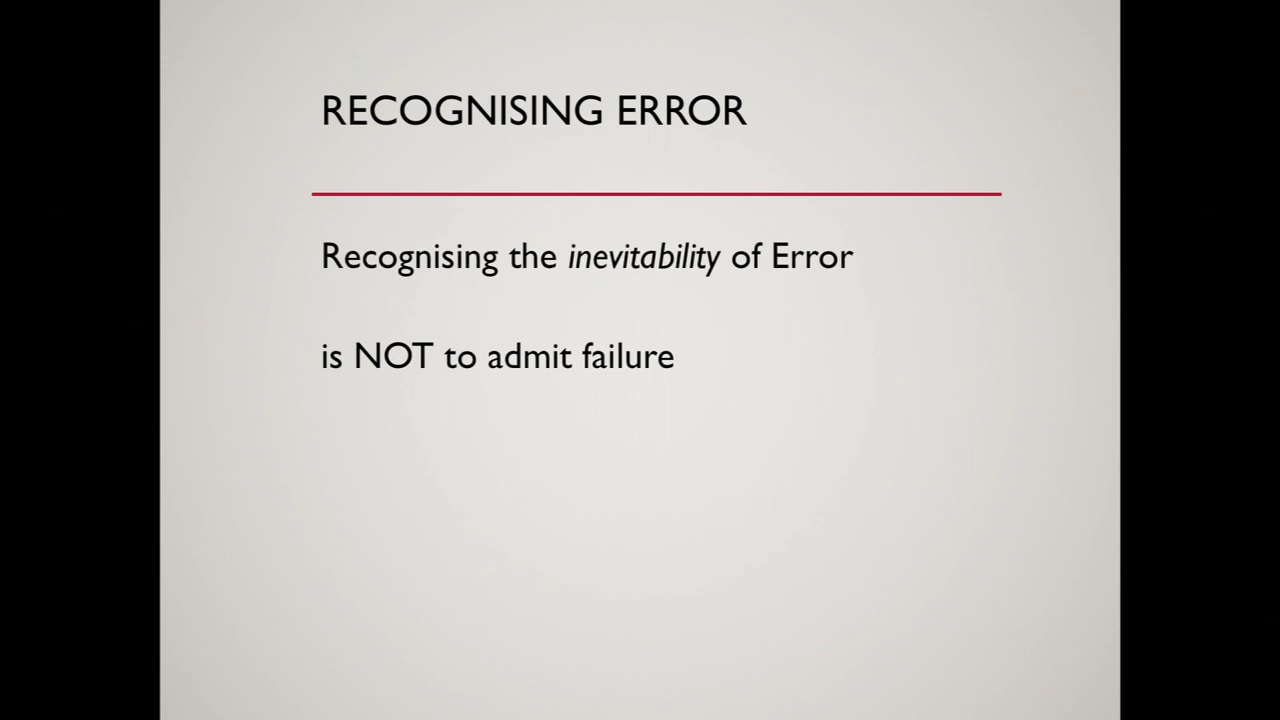 RECOGNISING ERROR
Recognising the inevitability of Error
is NOT to admit failure